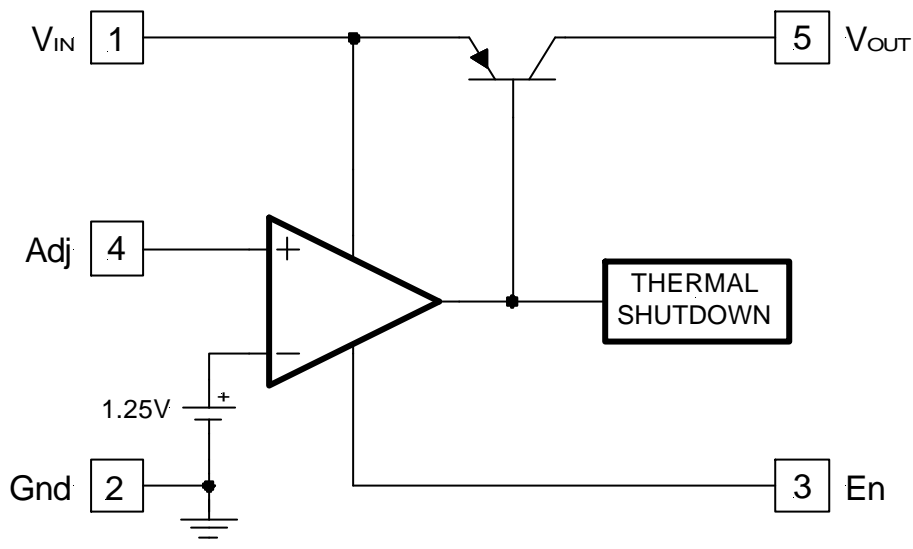 VIN 1
5 VOUT
Adj 4
+
THERMAL
SHUTDOWN
−
1.25V
+
Gnd 2
3 En